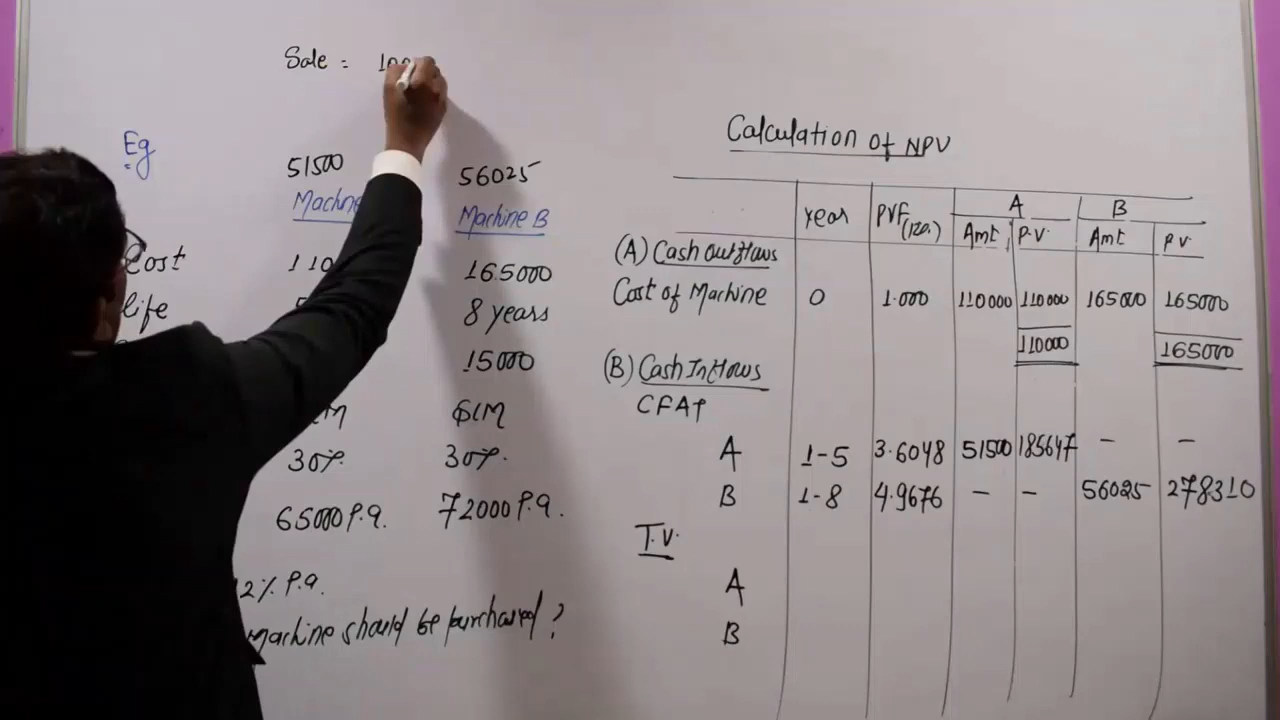 Sale = 100
Eg
51500 56025
Machine B
Cost 110 165000
life 8 years
15000
SLM
30% 30%
65000 P.a. 72000 P.a.
12% P.a.
Machine should be purchased?
Calculation of NPV
year PVF(12%) A B
Amt P.V. Amt P.V.
(A) Cash Outflows
Cost of Machine 0 1.000 110000 110000 165000 165000
110000 165000
(B) Cash Inflows
CFAT
A 1-5 3.6048 51500 185647 - -
B 1-8 4.9676 - - 56025 278310
T.V.
A
B